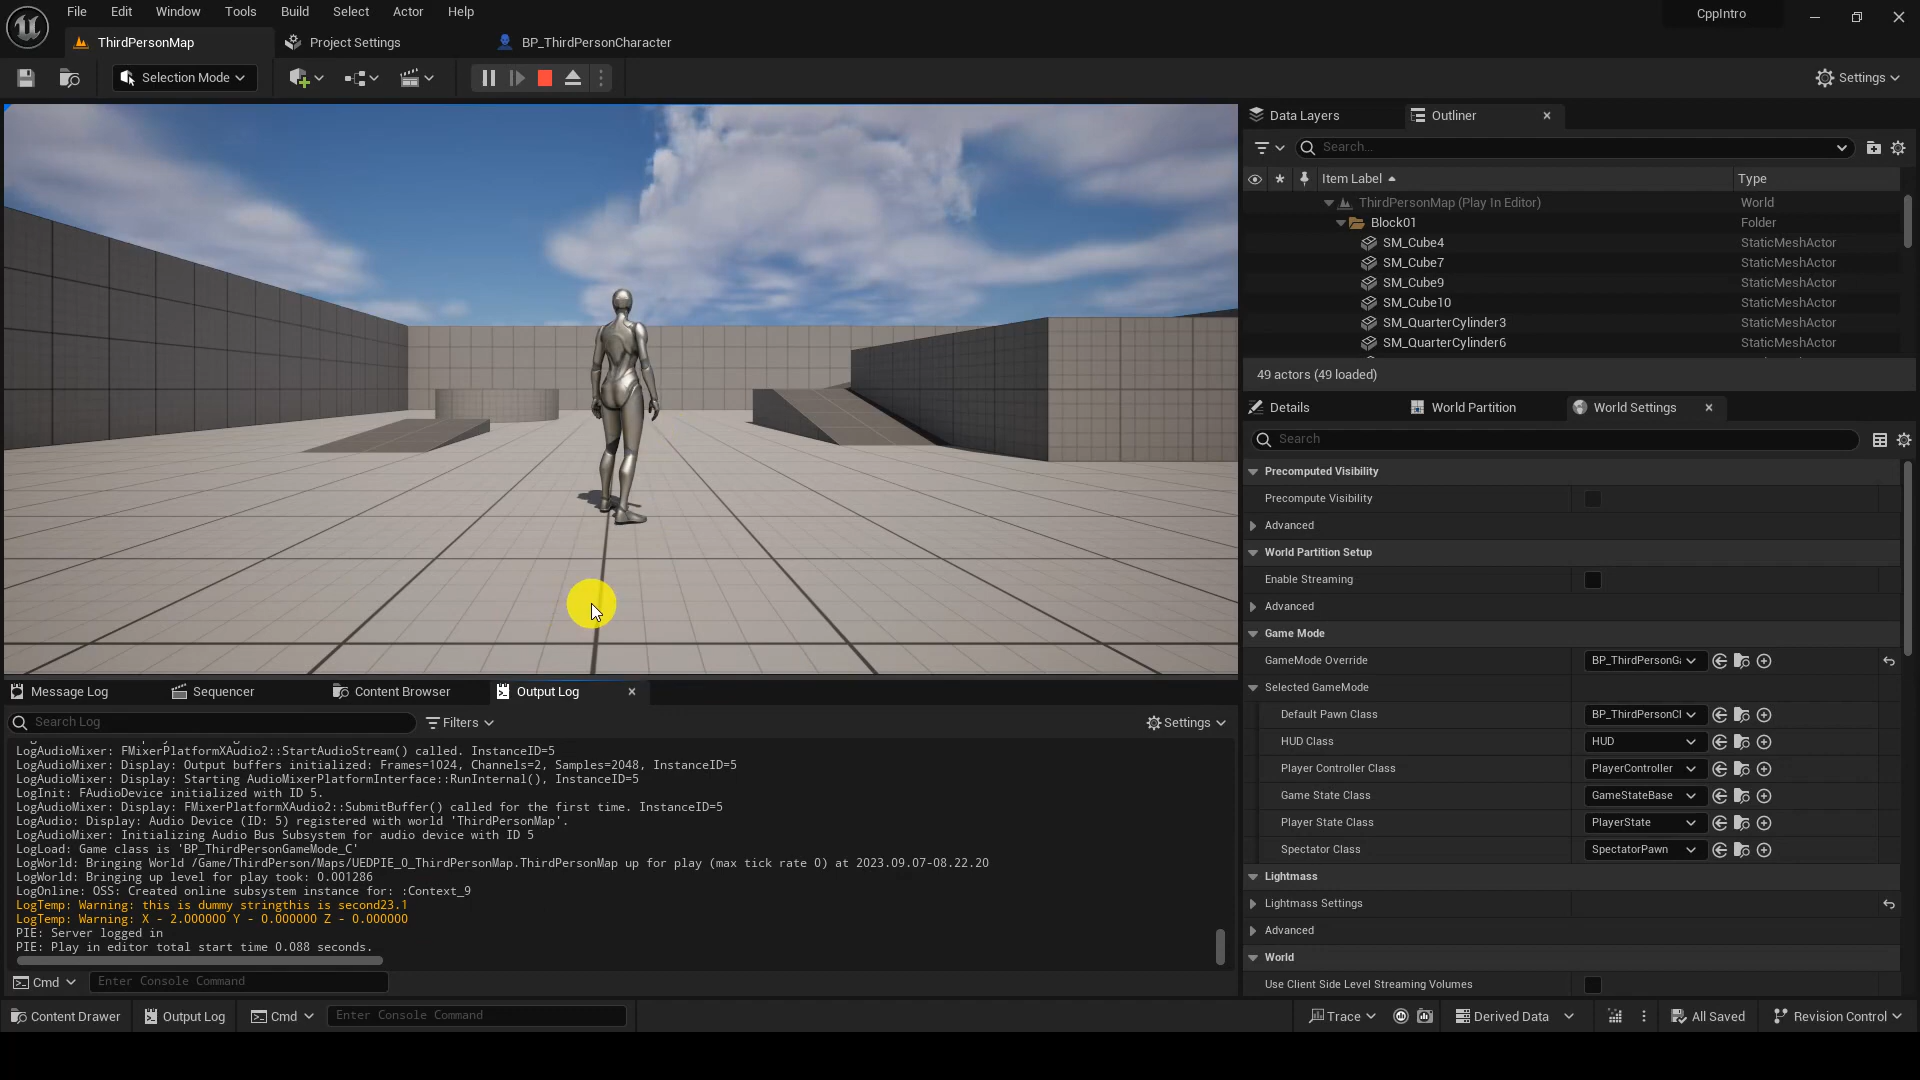 File Edit Window Tools Build Select Actor Help
CppIntro
ThirdPersonMap
Project Settings
BP_ThirdPersonCharacter
Selection Mode
Settings
Data Layers
Outliner
Search...
Item Label
Type
ThirdPersonMap (Play In Editor) World
Block01 Folder
SM_Cube4 StaticMeshActor
SM_Cube7 StaticMeshActor
SM_Cube9 StaticMeshActor
SM_Cube10 StaticMeshActor
SM_QuarterCylinder3 StaticMeshActor
SM_QuarterCylinder6 StaticMeshActor
49 actors (49 loaded)
Details
World Partition
World Settings
Search
Precomputed Visibility
Precompute Visibility
Advanced
World Partition Setup
Enable Streaming
Advanced
Game Mode
GameMode Override BP_ThirdPersonG
Selected GameMode
Default Pawn Class BP_ThirdPersonCl
HUD Class HUD
Player Controller Class PlayerController
Game State Class GameStateBase
Player State Class PlayerState
Spectator Class SpectatorPawn
Lightmass
Lightmass Settings
Advanced
World
Use Client Side Level Streaming Volumes
Message Log
Sequencer
Content Browser
Output Log
Search Log
Filters
Settings
LogAudioMixer: FMixerPlatformXAudio2::StartAudioStream() called. InstanceID=5
LogAudioMixer: Display: Output buffers initialized: Frames=1024, Channels=2, Samples=2048, InstanceID=5
LogAudioMixer: Display: Starting AudioMixerPlatformInterface::RunInternal(), InstanceID=5
LogInit: FAudioDevice initialized with ID 5.
LogAudioMixer: Display: FMixerPlatformXAudio2::SubmitBuffer() called for the first time. InstanceID=5
LogAudio: Display: Audio Device (ID: 5) registered with world 'ThirdPersonMap'.
LogAudioMixer: Initializing Audio Bus Subsystem for audio device with ID 5
LogLoad: Game class is 'BP_ThirdPersonGameMode_C'
LogWorld: Bringing World /Game/ThirdPerson/Maps/UEDPIE_0_ThirdPersonMap.ThirdPersonMap up for play (max tick rate 0) at 2023.09.07-08.22.20
LogWorld: Bringing up level for play took: 0.001286
LogOnline: OSS: Created online subsystem instance for: :Context_9
LogTemp: Warning: this is dummy stringthis is second23.1
LogTemp: Warning: X - 2.000000 Y - 0.000000 Z - 0.000000
PIE: Server logged in
PIE: Play in editor total start time 0.088 seconds.
Cmd
Enter Console Command
Content Drawer
Output Log
Cmd
Enter Console Command
Trace
Derived Data
All Saved
Revision Control